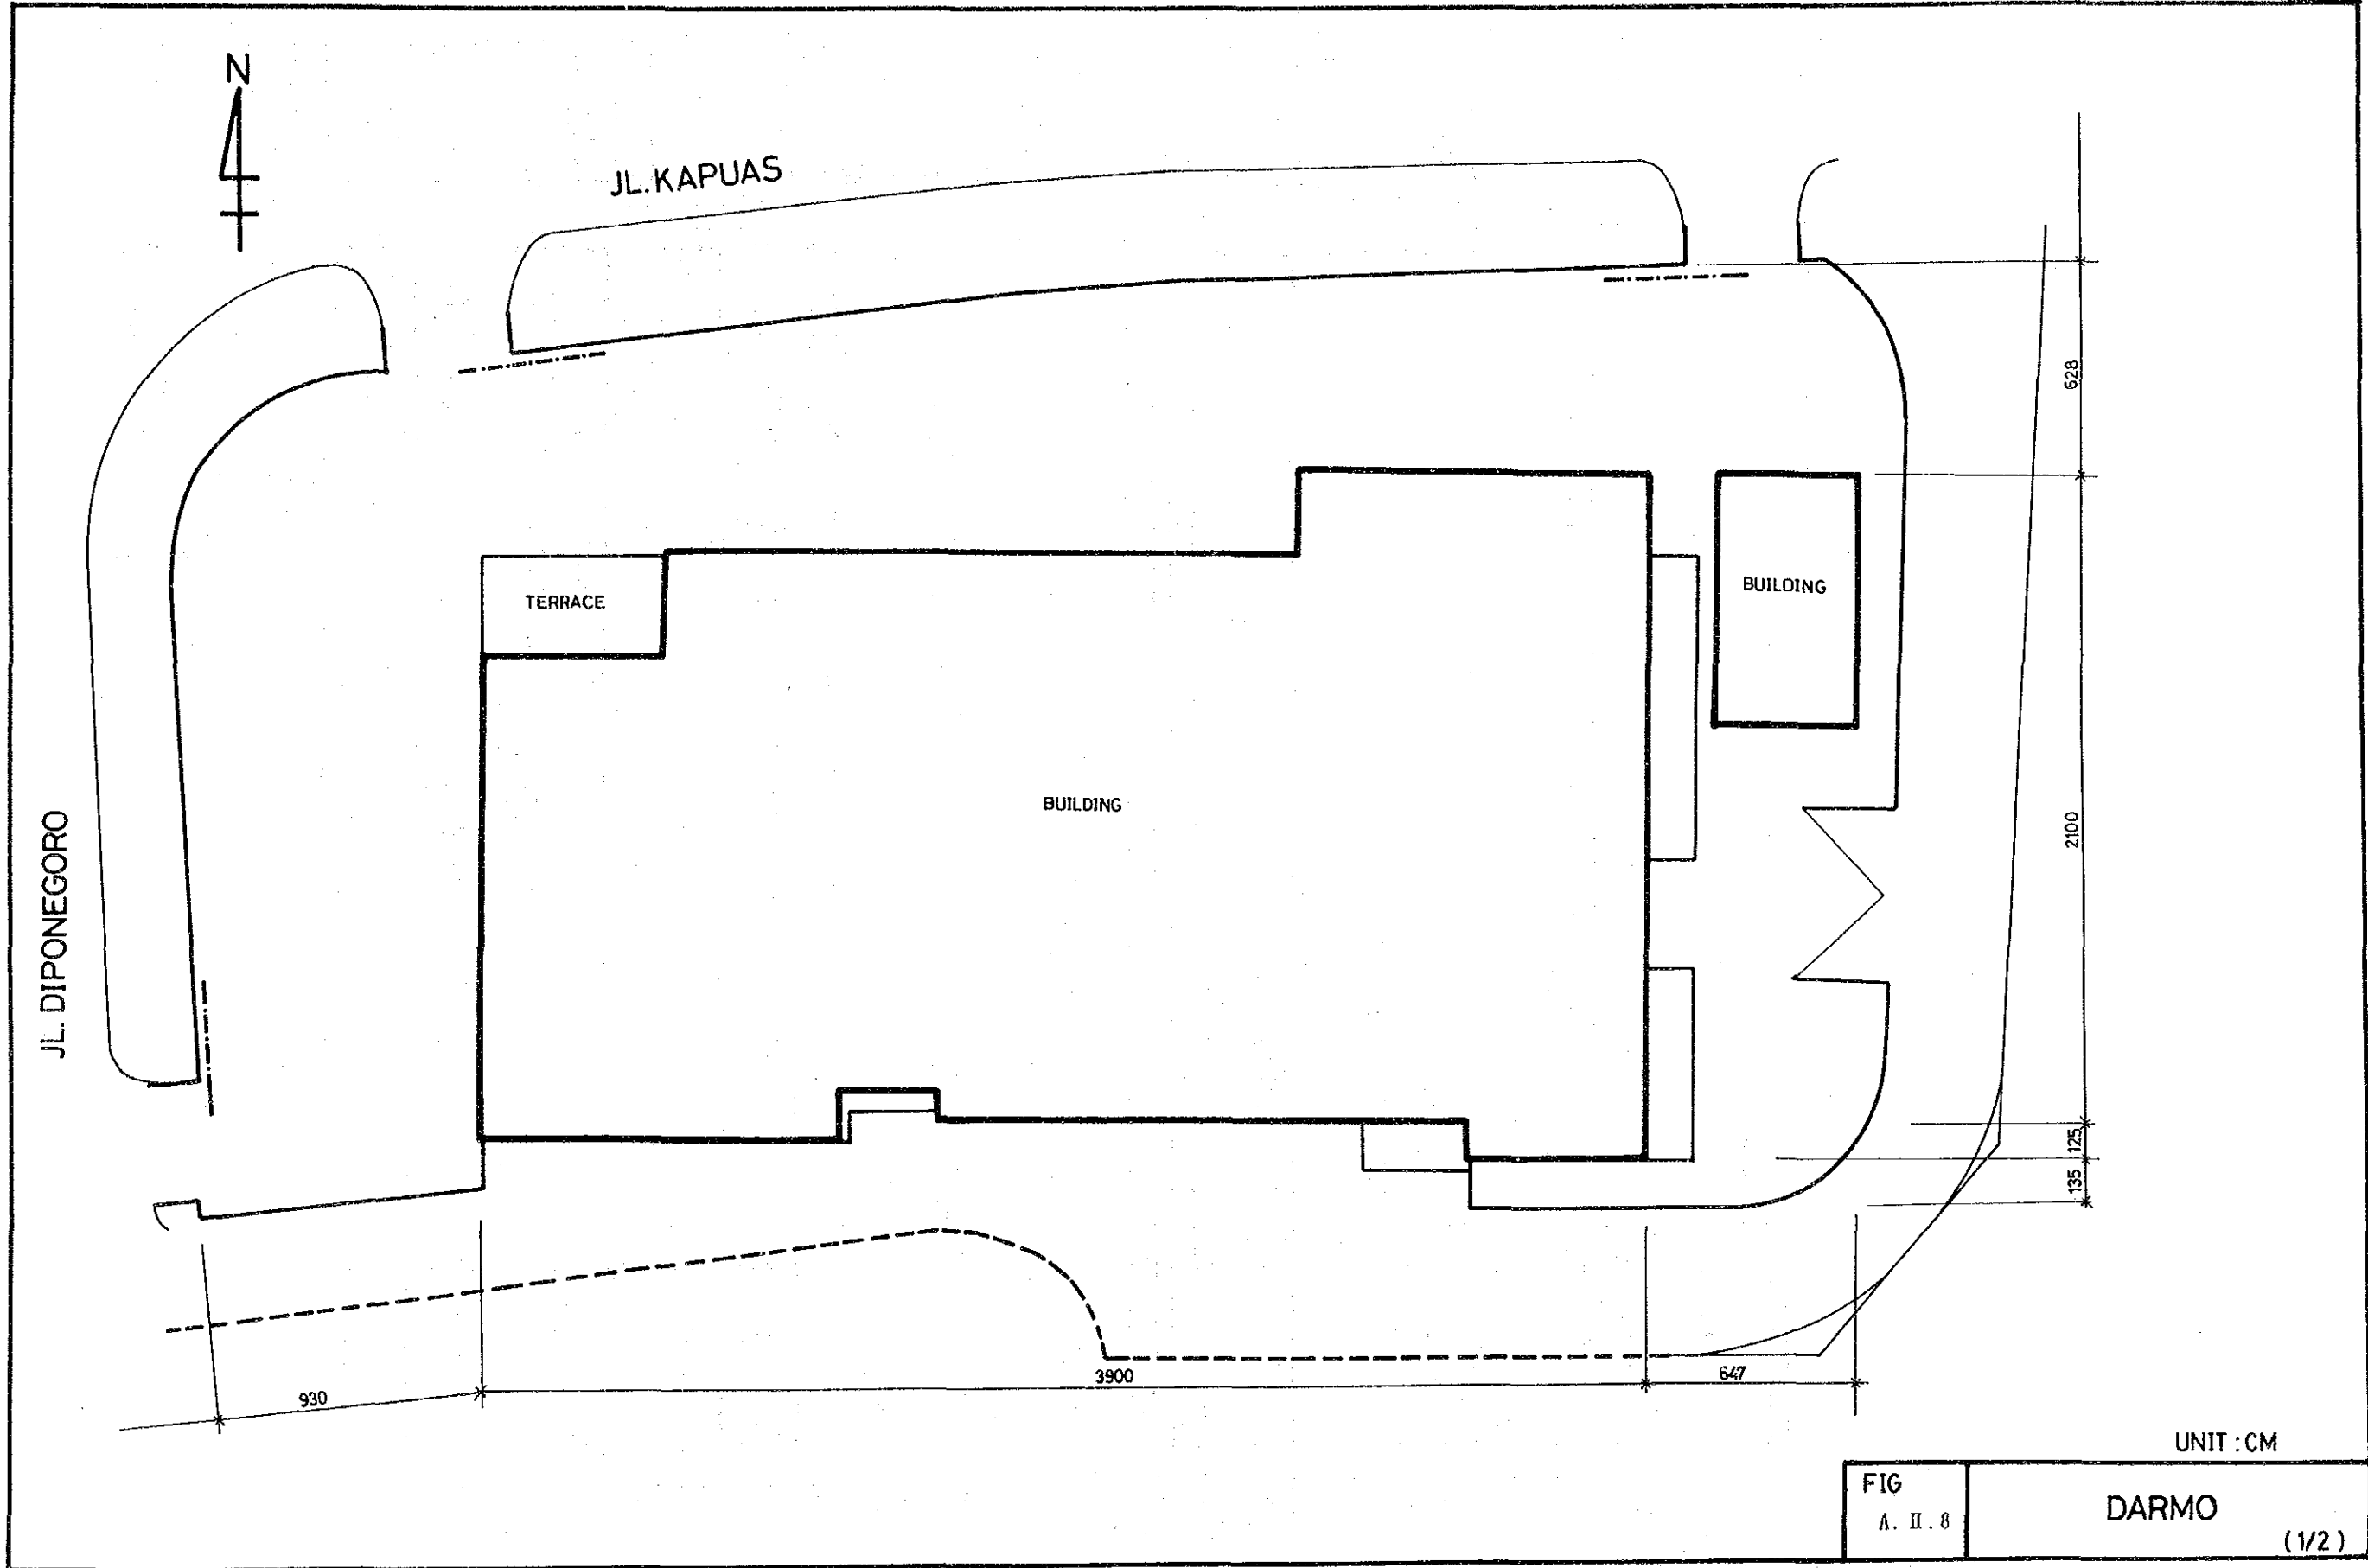 N
JL.KAPUAS
628
TERRACE
BUILDING
BUILDING
2100
JL. DIPONEGORO
125
135
930
3900
647
UNIT : CM
FIG
A. II. 8
DARMO
(1/2)